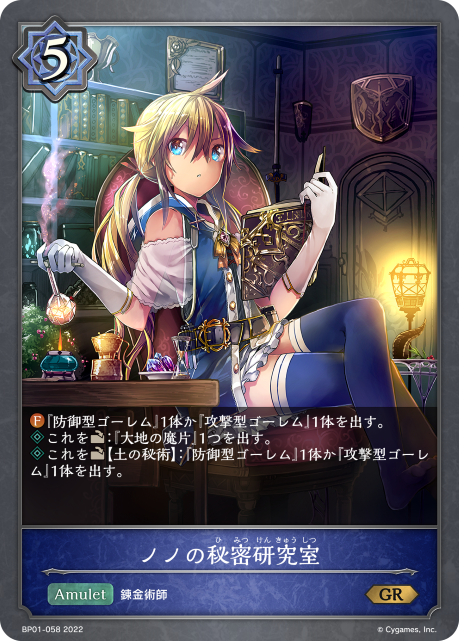 5
『防御型ゴーレム』1体か『攻撃型ゴーレム』1体を出す。
これを：『大地の魔片』1つを出す。
これを【土の秘術】：『防御型ゴーレム』1体か『攻撃型ゴーレ
ム』1体を出す。
ひみつけんきゅうしつ
ノノの秘密研究室
Amulet 錬金術師
GR
BP01-058 2022
© Cygames, Inc.